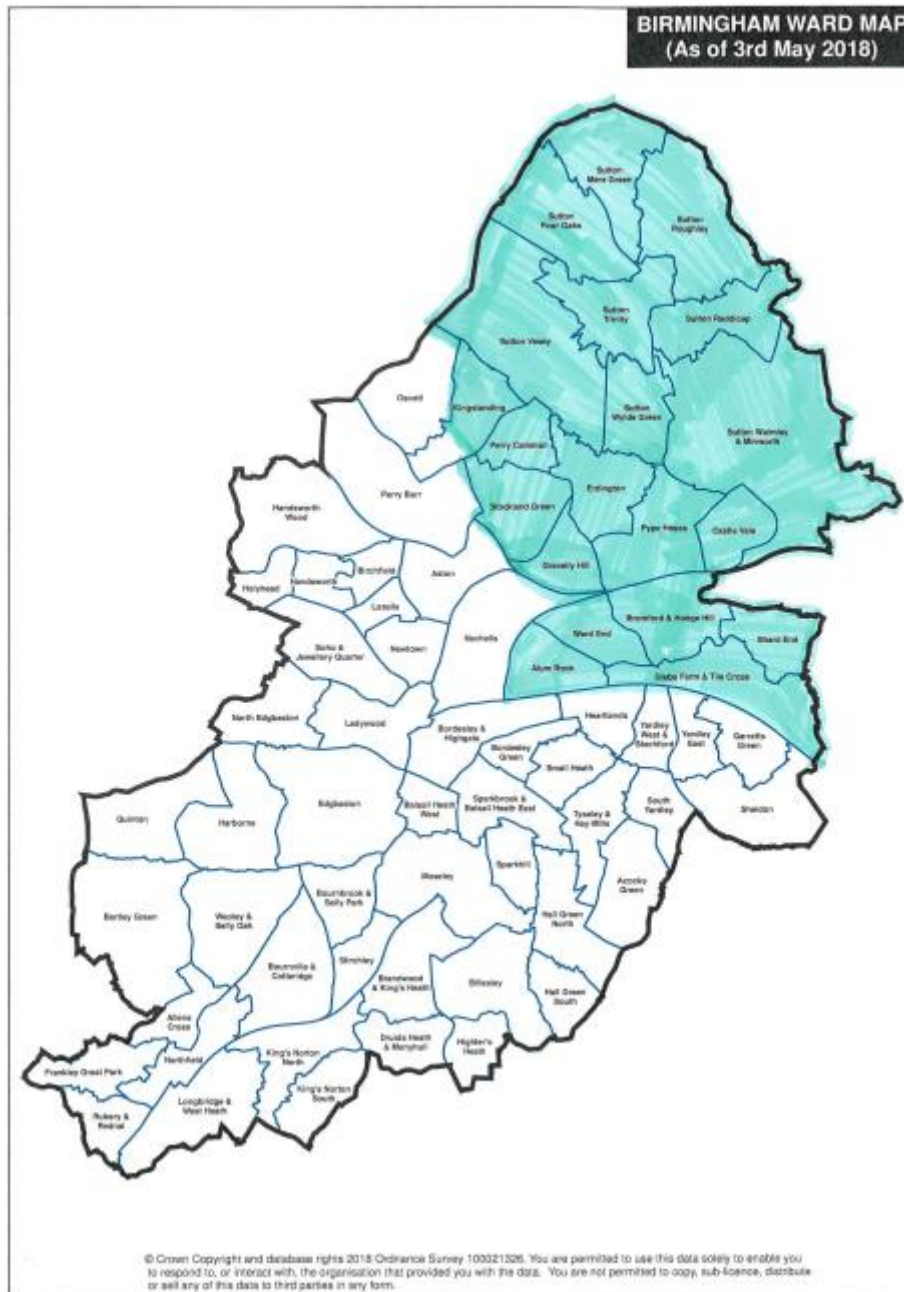 BIRMINGHAM WARD MAP
(As of 3rd May 2018)
Sutton
Mere Green
Sutton
Four Oaks
Sutton
Roughley
Sutton
Trinity
Sutton Reddicap
Sutton Vesey
Sutton
Wylde Green
Sutton Walmley
& Minworth
Oscott
Kingstanding
Perry Common
Erdington
Stockland Green
Pype Hayes
Castle Vale
Gravelly Hill
Perry Barr
Handsworth
Wood
Holyhead
Handsworth
Birchfield
Aston
Lozells
Soho &
Jewellery Quarter
Newtown
Nechells
Ward End
Bromford & Hodge Hill
Shard End
Alum Rock
Glebe Farm & Tile Cross
North Edgbaston
Ladywood
Bordesley &
Highgate
Bordesley
Green
Heartlands
Yardley
West &
Stechford
Yardley
East
Garretts
Green
Small Heath
Sheldon
Quinton
Harborne
Edgbaston
Balsall Heath
West
Sparkbrook &
Balsall Heath East
Tyseley &
Hay Mills
South
Yardley
Acocks
Green
Bartley Green
Weoley &
Selly Oak
Bournbrook &
Selly Park
Moseley
Sparkhill
Hall Green
North
Bournville &
Cotteridge
Stirchley
Brandwood
& King's Heath
Billesley
Hall Green
South
Allens
Cross
Frankley Great Park
Northfield
King's Norton
North
Druids Heath
& Monyhull
Highter's
Heath
Rubery &
Rednal
Longbridge &
West Heath
King's Norton
South
© Crown Copyright and database rights 2018 Ordnance Survey 100021326. You are permitted to use this data solely to enable you
to respond to, or interact with, the organisation that provided you with the data. You are not permitted to copy, sub-licence, distribute
or sell any of this data to third parties in any form.